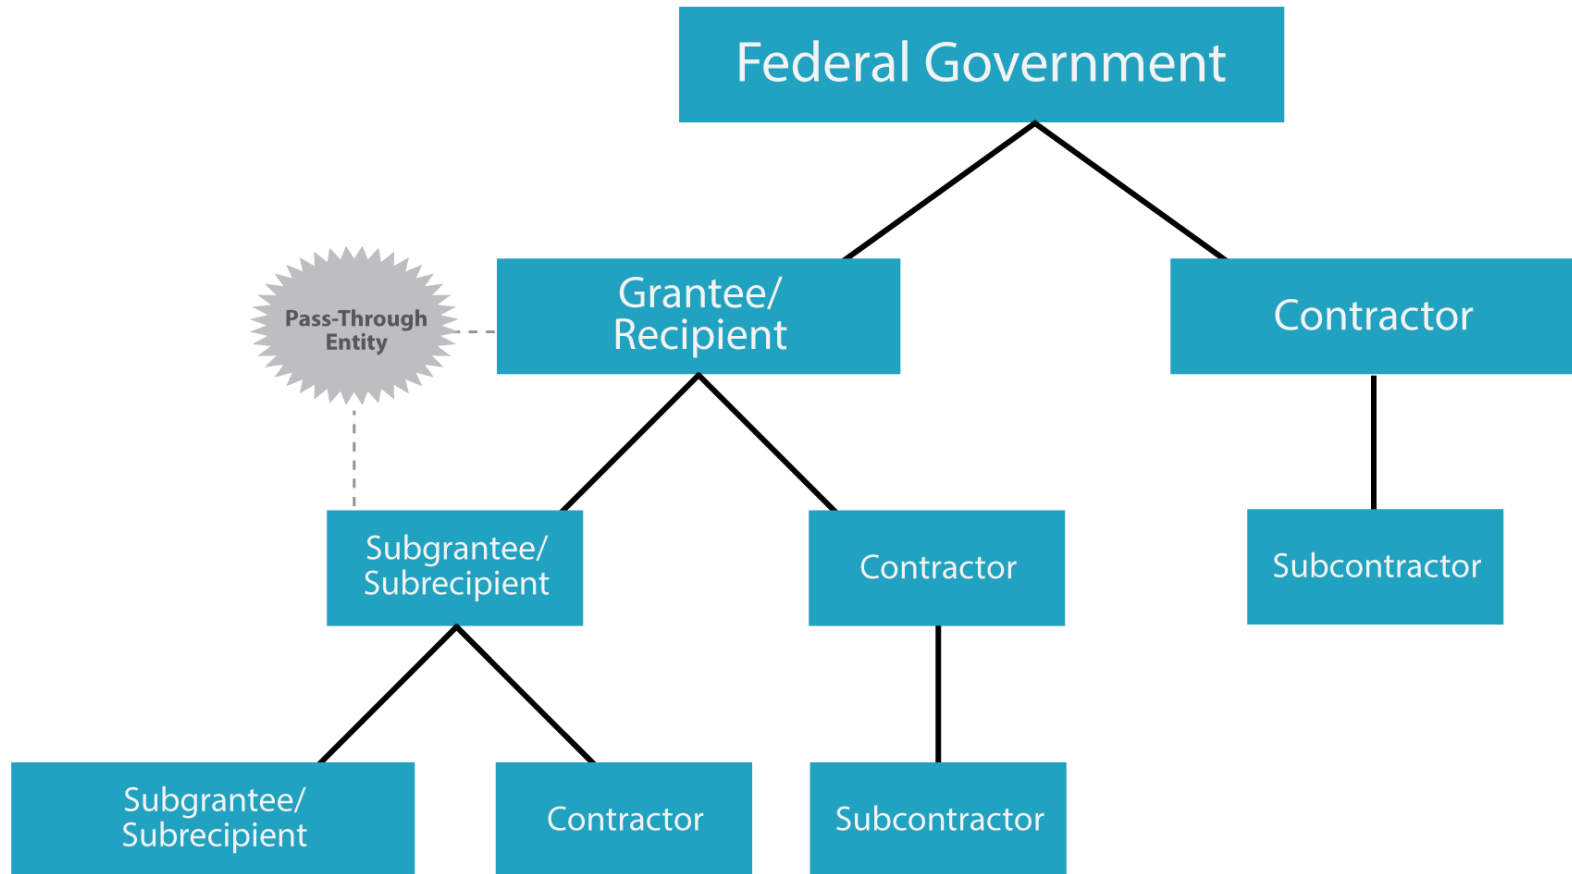 Federal Government
Pass-Through
Entity
Grantee/
Recipient
Contractor
Subgrantee/
Subrecipient
Contractor
Subcontractor
Subgrantee/
Subrecipient
Contractor
Subcontractor